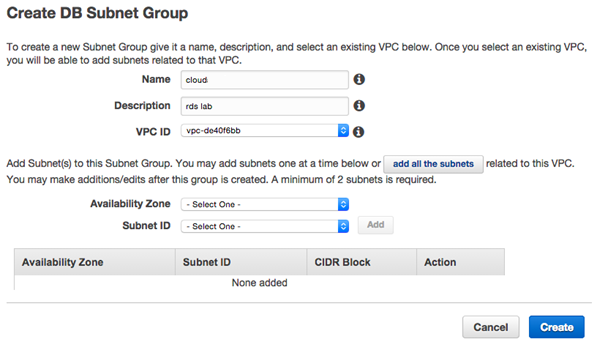 Create DB Subnet Group
To create a new Subnet Group give it a name, description, and select an existing VPC below. Once you select an existing VPC,
you will be able to add subnets related to that VPC.
Name cloud
Description rds lab
VPC ID vpc-de40f6bb
Add Subnet(s) to this Subnet Group. You may add subnets one at a time below or add all the subnets related to this VPC.
You may make additions/edits after this group is created. A minimum of 2 subnets is required.
Availability Zone - Select One -
Subnet ID - Select One - Add
Availability Zone Subnet ID CIDR Block Action
None added
Cancel Create